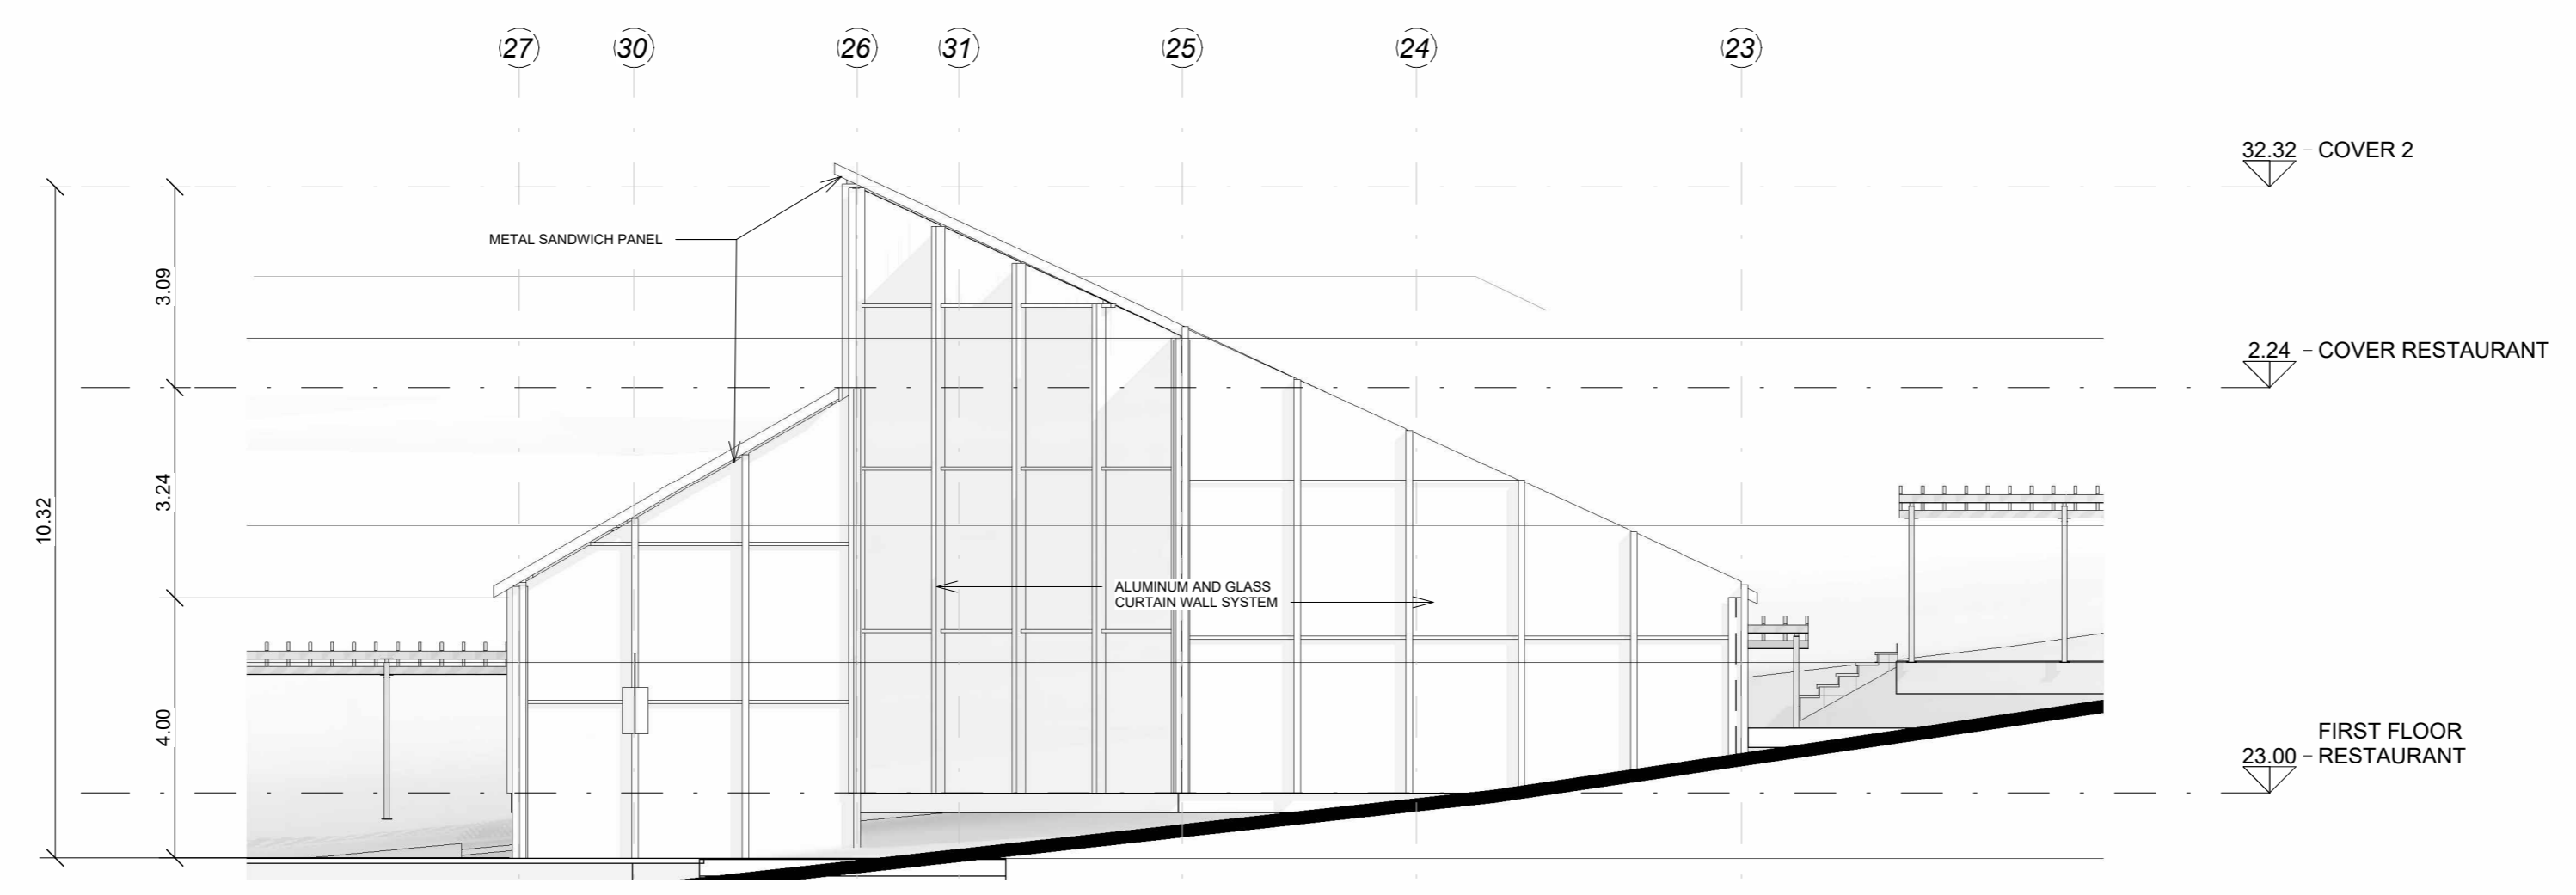 27 30 26 31 25 24 23
32.32 – COVER 2
METAL SANDWICH PANEL
3.09
2.24 – COVER RESTAURANT
3.24
10.32
ALUMINUM AND GLASS
CURTAIN WALL SYSTEM
4.00
FIRST FLOOR
23.00 – RESTAURANT